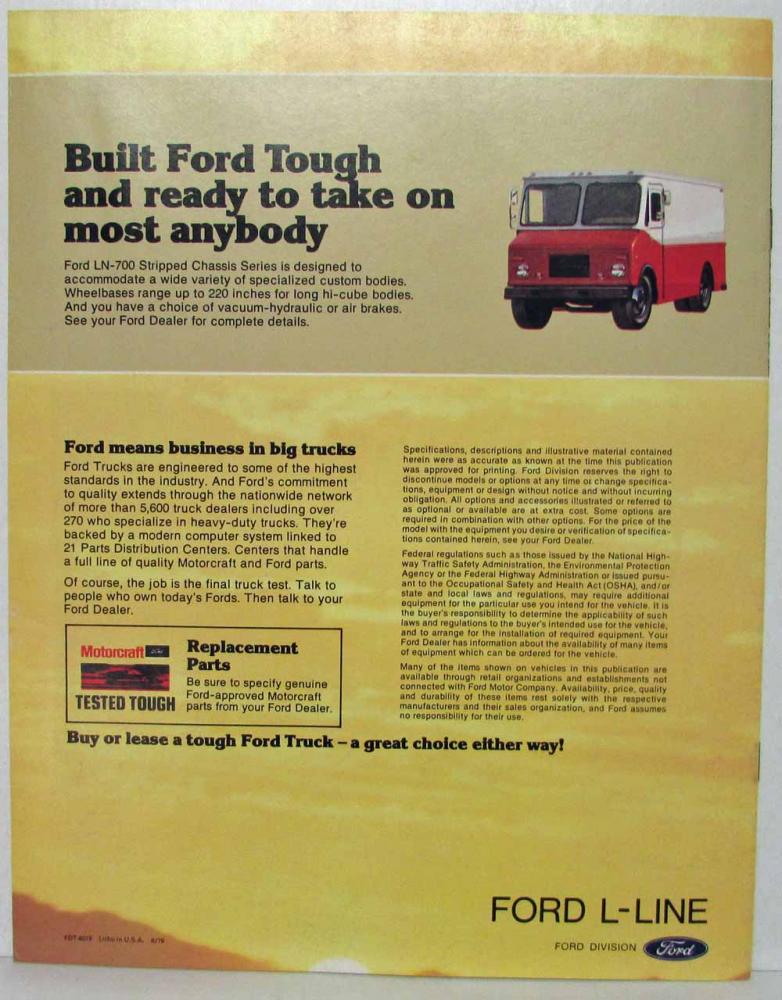 Built Ford Tough
and ready to take on
most anybody
Ford LN-700 Stripped Chassis Series is designed to
accommodate a wide variety of specialized custom bodies.
Wheelbases range up to 220 inches for long hi-cube bodies.
And you have a choice of vacuum-hydraulic or air brakes.
See your Ford Dealer for complete details.
Ford means business in big trucks
Ford Trucks are engineered to some of the highest
standards in the industry. And Ford's commitment
to quality extends through the nationwide network
of more than 5,600 truck dealers including over
270 who specialize in heavy-duty trucks. They're
backed by a modern computer system linked to
21 Parts Distribution Centers. Centers that handle
a full line of quality Motorcraft and Ford parts.
Of course, the job is the final truck test. Talk to
people who own today's Fords. Then talk to your
Ford Dealer.
Motorcraft Ford
TESTED TOUGH
Replacement
Parts
Be sure to specify genuine
Ford-approved Motorcraft
parts from your Ford Dealer.
Specifications, descriptions and illustrative material contained
herein were as accurate as known at the time this publication
was approved for printing. Ford Division reserves the right to
discontinue models or options at any time or change specifica-
tions, equipment or design without notice and without incurring
obligation. All options and accessories illustrated or referred to
as optional or available are at extra cost. Some options are
required in combination with other options. For the price of the
model with the equipment you desire or verification of specifica-
tions contained herein, see your Ford Dealer.
Federal regulations such as those issued by the National High-
way Traffic Safety Administration, the Environmental Protection
Agency or the Federal Highway Administration or issued pursu-
ant to the Occupational Safety and Health Act (OSHA), and/or
state and local laws and regulations, may require additional
equipment for the particular use you intend for the vehicle. It is
the buyer's responsibility to determine the applicability of such
laws and regulations to the buyer's intended use for the vehicle,
and to arrange for the installation of required equipment. Your
Ford Dealer has information about the availability of many items
of equipment which can be ordered for the vehicle.
Many of the items shown on vehicles in this publication are
available through retail organizations and establishments not
connected with Ford Motor Company. Availability, price, quality
and durability of these items rest solely with the respective
manufacturers and their sales organization, and Ford assumes
no responsibility for their use.
Buy or lease a tough Ford Truck – a great choice either way!
FORD L-LINE
FORD DIVISION Ford
Litho in U.S.A. 8/79